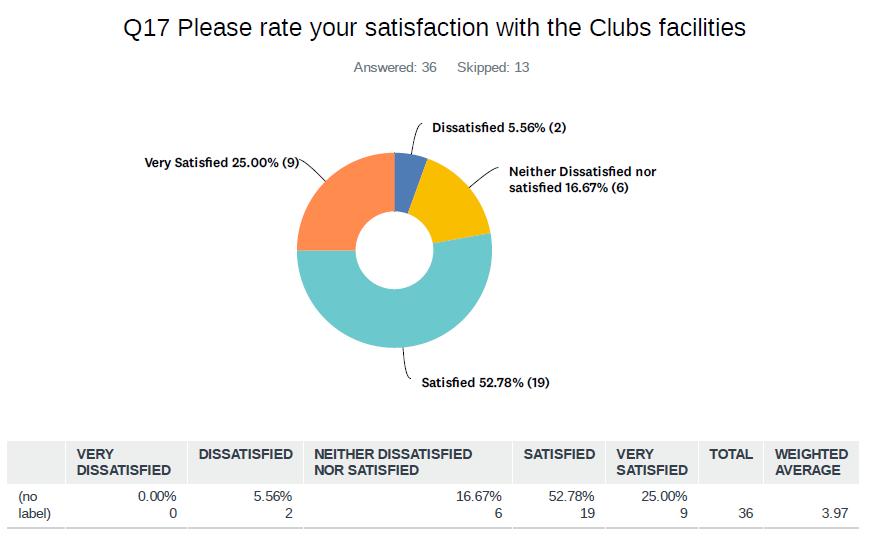 Q17 Please rate your satisfaction with the Clubs facilities
Answered: 36 Skipped: 13
Dissatisfied 5.56% (2)
Very Satisfied 25.00% (9)
Neither Dissatisfied nor
satisfied 16.67% (6)
Satisfied 52.78% (19)
VERY DISSATISFIED NEITHER DISSATISFIED SATISFIED VERY TOTAL WEIGHTED
DISSATISFIED NOR SATISFIED SATISFIED AVERAGE
(no 0.00% 5.56% 16.67% 52.78% 25.00%
label) 0 2 6 19 9 36 3.97